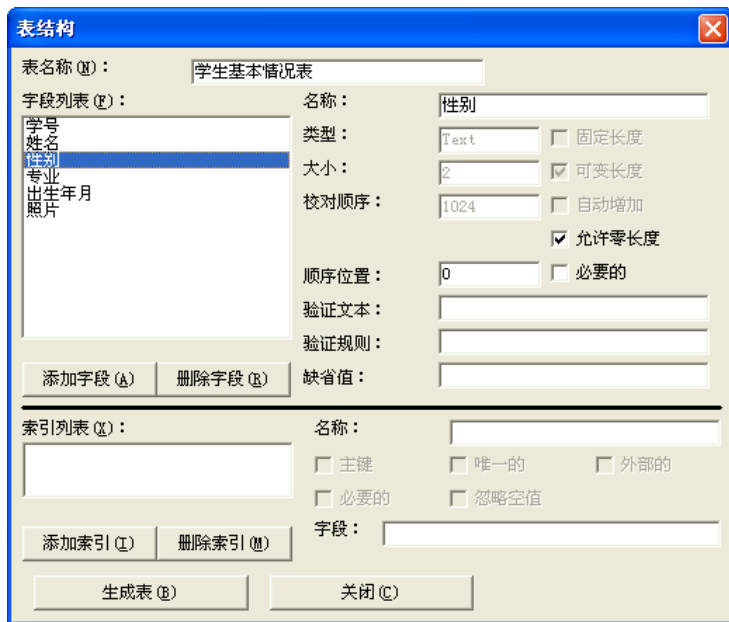 表结构
表名称(N)： 学生基本情况表
字段列表(F)：
学号
姓名
性别
专业
出生年月
照片
名称： 性别
类型： Text 固定长度
大小： 2 可变长度
校对顺序： 1024 自动增加
允许零长度
顺序位置： 0 必要的
验证文本：
验证规则：
缺省值：
添加字段(A) 删除字段(R)
索引列表(X)：
名称：
主键 唯一的 外部的
必要的 忽略空值
字段：
添加索引(I) 删除索引(M)
生成表(B) 关闭(C)